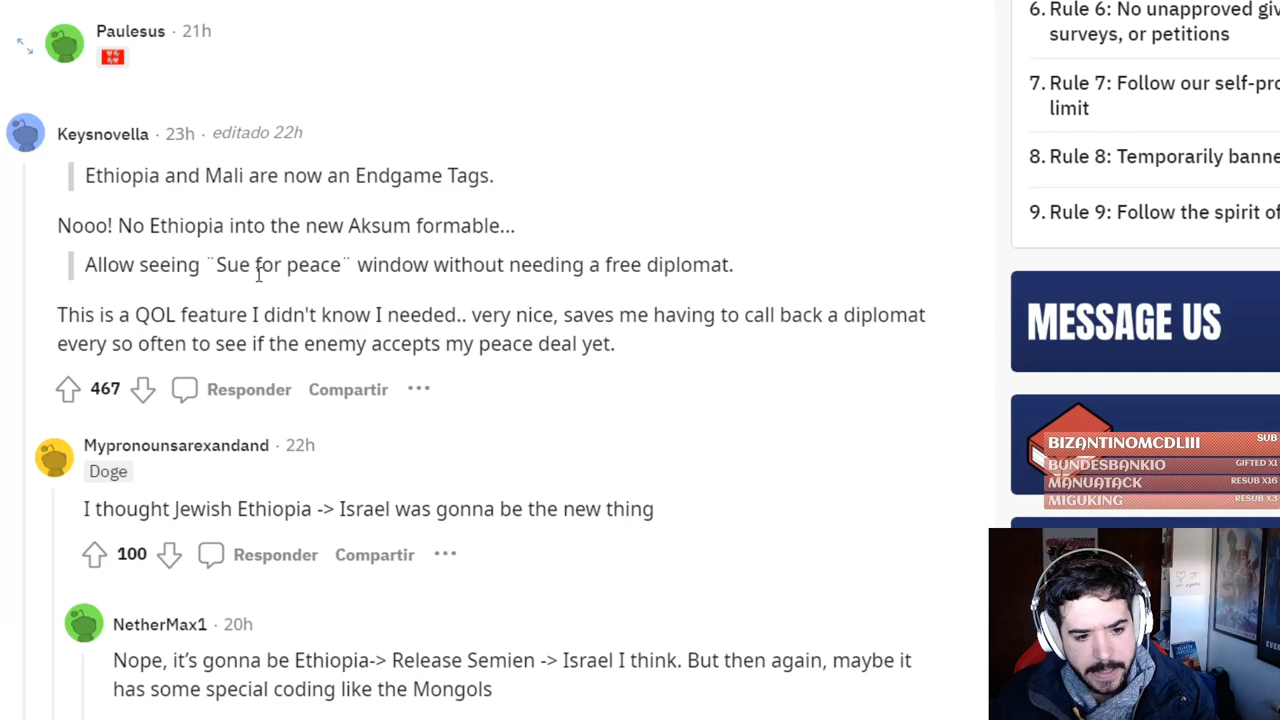 Paulesus · 21h
Keysnovella · 23h · editado 22h
Ethiopia and Mali are now an Endgame Tags.
Nooo! No Ethiopia into the new Aksum formable...
Allow seeing ¨Sue for peace¨ window without needing a free diplomat.
This is a QOL feature I didn't know I needed.. very nice, saves me having to call back a diplomat
every so often to see if the enemy accepts my peace deal yet.
467 Responder Compartir ···
Mypronounsarexandand · 22h
Doge
I thought Jewish Ethiopia -> Israel was gonna be the new thing
100 Responder Compartir ···
NetherMax1 · 20h
Nope, it’s gonna be Ethiopia-> Release Semien -> Israel I think. But then again, maybe it
has some special coding like the Mongols
6. Rule 6: No unapproved giv
surveys, or petitions
7. Rule 7: Follow our self-pro
limit
8. Rule 8: Temporarily banne
9. Rule 9: Follow the spirit of
MESSAGE US
BIZANTINOMCDLIII SUB
BUNDESBANKIO GIFTED X1
MANUATACK RESUB X16
MIGUKING RESUB X3